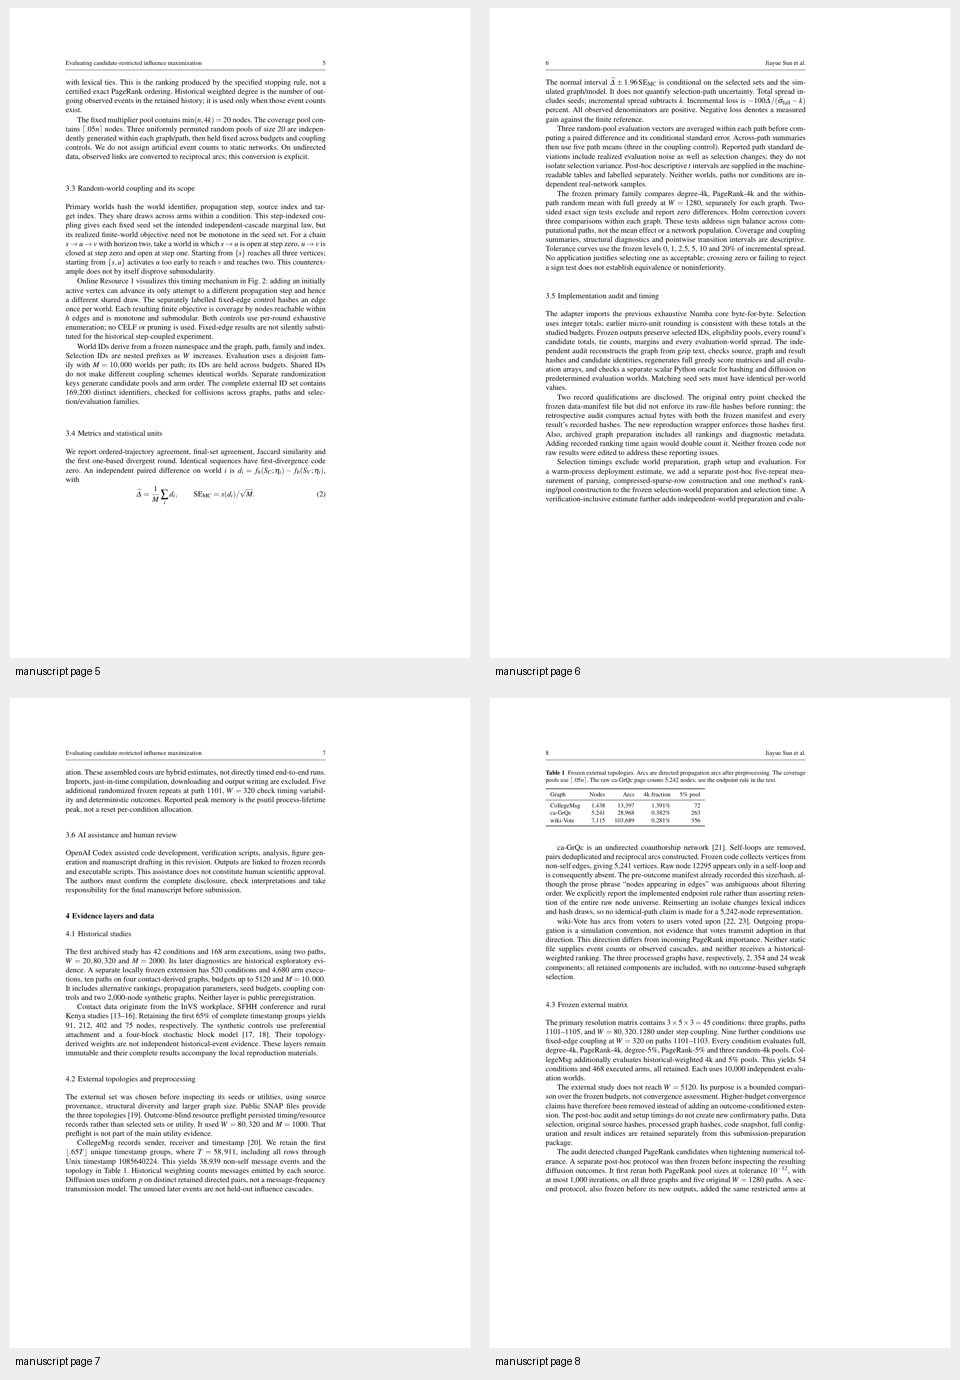 Evaluating candidate-restricted influence maximization 5
with lexical ties. This is the ranking produced by the specified stopping rule, not a
certified exact PageRank ordering. Historical weighted degree is the number of out-
going observed events in the retained history; it is used only when those event counts
exist.
The fixed multiplier pool contains min(n,4k) = 20 nodes. The coverage pool con-
tains ⌈.05n⌉ nodes. Three uniformly permuted random pools of size 20 are indepen-
dently generated within each graph/path, then held fixed across budgets and coupling
controls. We do not assign artificial event counts to static networks. On undirected
data, observed links are converted to reciprocal arcs; this conversion is explicit.
3.3 Random-world coupling and its scope
Primary worlds hash the world identifier, propagation step, source index and tar-
get index. They share draws across arms within a condition. This step-indexed cou-
pling gives each fixed seed set the intended independent-cascade marginal law, but
its realized finite-world objective need not be monotone in the seed set. For a chain
s→u→v with horizon two, take a world in which s→u is open at step zero, u→v is
closed at step zero and open at step one. Starting from {s} reaches all three vertices;
starting from {s,u} activates u too early to reach v and reaches two. This counterex-
ample does not by itself disprove submodularity.
Online Resource 1 visualizes this timing mechanism in Fig. 2: adding an initially
active vertex can advance its only attempt to a different propagation step and hence
a different shared draw. The separately labelled fixed-edge control hashes an edge
once per world. Each resulting finite objective is coverage by nodes reachable within
h edges and is monotone and submodular. Both controls use per-round exhaustive
enumeration; no CELF or pruning is used. Fixed-edge results are not silently substi-
tuted for the historical step-coupled experiment.
World IDs derive from a frozen namespace and the graph, path, family and index.
Selection IDs are nested prefixes as W increases. Evaluation uses a disjoint fam-
ily with M = 10,000 worlds per path; its IDs are held across budgets. Shared IDs
do not make different coupling schemes identical worlds. Separate randomization
keys generate candidate pools and arm order. The complete external ID set contains
169,200 distinct identifiers, checked for collisions across graphs, paths and selec-
tion/evaluation families.
3.4 Metrics and statistical units
We report ordered-trajectory agreement, final-set agreement, Jaccard similarity and
the first one-based divergent round. Identical sequences have first-divergence code
zero. An independent paired difference on world i is dᵢ = fₕ(S_C;ηᵢ) − fₕ(S_V;ηᵢ),
with
Δ̂ = 1/M ∑ᵢ dᵢ, SE_MC = s(dᵢ)/√M. (2)
manuscript page 5
6 Jiayue Sun et al.
The normal interval Δ̂ ± 1.96SE_MC is conditional on the selected sets and the sim-
ulated graph/model. It does not quantify selection-path uncertainty. Total spread in-
cludes seeds; incremental spread subtracts k. Incremental loss is −100Δ̂/(σ̂_full − k)
percent. All observed denominators are positive. Negative loss denotes a measured
gain against the finite reference.
Three random-pool evaluation vectors are averaged within each path before com-
puting a paired difference and its conditional standard error. Across-path summaries
then use five path means (three in the coupling control). Reported path standard de-
viations include realized evaluation noise as well as selection changes; they do not
isolate selection variance. Post-hoc descriptive t intervals are supplied in the machine-
readable tables and labelled separately. Neither worlds, paths nor conditions are in-
dependent real-network samples.
The frozen primary family compares degree-4k, PageRank-4k and the within-
path random mean with full greedy at W = 1280, separately for each graph. Two-
sided exact sign tests exclude and report zero differences. Holm correction covers
three comparisons within each graph. These tests address sign balance across com-
putational paths, not the mean effect or a network population. Coverage and coupling
summaries, structural diagnostics and pointwise transition intervals are descriptive.
Tolerance curves use the frozen levels 0, 1, 2.5, 5, 10 and 20% of incremental spread.
No application justifies selecting one as acceptable; crossing zero or failing to reject
a sign test does not establish equivalence or noninferiority.
3.5 Implementation audit and timing
The adapter imports the previous exhaustive Numba core byte-for-byte. Selection
uses integer totals; earlier micro-unit rounding is consistent with these totals at the
studied budgets. Frozen outputs preserve selected IDs, eligibility pools, every round's
candidate totals, tie counts, margins and every evaluation-world spread. The inde-
pendent audit reconstructs the graph from gzip text, checks source, graph and result
hashes and candidate identities, regenerates full greedy score matrices and all evalu-
ation arrays, and checks a separate scalar Python oracle for hashing and diffusion on
predetermined evaluation worlds. Matching seed sets must have identical per-world
values.
Two record qualifications are disclosed. The original entry point checked the
frozen data-manifest file but did not enforce its raw-file hashes before running; the
retrospective audit compares actual bytes with both the frozen manifest and every
result's recorded hashes. The new reproduction wrapper enforces those hashes first.
Also, archived graph preparation includes all rankings and diagnostic metadata.
Adding recorded ranking time again would double count it. Neither frozen code nor
raw results were edited to address these reporting issues.
Selection timings exclude world preparation, graph setup and evaluation. For
a warm-process deployment estimate, we add a separate post-hoc five-repeat mea-
surement of parsing, compressed-sparse-row construction and one method's rank-
ing/pool construction to the frozen selection-world preparation and selection time. A
verification-inclusive estimate further adds independent-world preparation and evalu-
manuscript page 6
Evaluating candidate-restricted influence maximization 7
ation. These assembled costs are hybrid estimates, not directly timed end-to-end runs.
Imports, just-in-time compilation, downloading and output writing are excluded. Five
additional randomized frozen repeats at path 1101, W = 320 check timing variabil-
ity and deterministic outcomes. Reported peak memory is the psutil process-lifetime
peak, not a reset per-condition allocation.
3.6 AI assistance and human review
OpenAI Codex assisted code development, verification scripts, analysis, figure gen-
eration and manuscript drafting in this revision. Outputs are linked to frozen records
and executable scripts. This assistance does not constitute human scientific approval.
The authors must confirm the complete disclosure, check interpretations and take
responsibility for the final manuscript before submission.
4 Evidence layers and data
4.1 Historical studies
The first archived study has 42 conditions and 168 arm executions, using two paths,
W = 20,80,320 and M = 2000. Its later diagnostics are historical exploratory evi-
dence. A separate locally frozen extension has 520 conditions and 4,680 arm execu-
tions, ten paths on four contact-derived graphs, budgets up to 5120 and M = 10,000.
It includes alternative rankings, propagation parameters, seed budgets, coupling con-
trols and two 2,000-node synthetic graphs. Neither layer is public preregistration.
Contact data originate from the InVS workplace, SFHH conference and rural
Kenya studies [13–16]. Retaining the first 65% of complete timestamp groups yields
91, 212, 402 and 75 nodes, respectively. The synthetic controls use preferential
attachment and a four-block stochastic block model [17, 18]. Their topology-
derived weights are not independent historical-event evidence. These layers remain
immutable and their complete results accompany the local reproduction materials.
4.2 External topologies and preprocessing
The external set was chosen before inspecting its seeds or utilities, using source
provenance, structural diversity and larger graph size. Public SNAP files provide
the three topologies [19]. Outcome-blind resource preflight persisted timing/resource
records rather than selected sets or utility. It used W = 80,320 and M = 1000. That
preflight is not part of the main utility evidence.
CollegeMsg records sender, receiver and timestamp [20]. We retain the first
⌊.65T⌋ unique timestamp groups, where T = 58,911, including all rows through
Unix timestamp 1085640224. This yields 38,939 non-self message events and the
topology in Table 1. Historical weighting counts messages emitted by each source.
Diffusion uses uniform p on distinct retained directed pairs, not a message-frequency
transmission model. The unused later events are not held-out influence cascades.
manuscript page 7
8 Jiayue Sun et al.
Table 1 Frozen external topologies. Arcs are directed propagation arcs after preprocessing. The coverage
pools use ⌈.05n⌉. The raw ca-GrQc page counts 5,242 nodes; see the endpoint rule in the text.
Graph Nodes Arcs 4k fraction 5% pool
CollegeMsg 1,438 13,397 1.391% 72
ca-GrQc 5,241 28,968 0.382% 263
wiki-Vote 7,115 103,689 0.281% 356
ca-GrQc is an undirected coauthorship network [21]. Self-loops are removed,
pairs deduplicated and reciprocal arcs constructed. Frozen code collects vertices from
non-self edges, giving 5,241 vertices. Raw node 12295 appears only in a self-loop and
is consequently absent. The pre-outcome manifest already recorded this size/hash, al-
though the prose phrase “nodes appearing in edges” was ambiguous about filtering
order. We explicitly report the implemented endpoint rule rather than asserting reten-
tion of the entire raw node universe. Reinserting an isolate changes lexical indices
and hash draws, so no identical-path claim is made for a 5,242-node representation.
wiki-Vote has arcs from voters to users voted upon [22, 23]. Outgoing propa-
gation is a simulation convention, not evidence that votes transmit adoption in that
direction. This direction differs from incoming PageRank importance. Neither static
file supplies event counts or observed cascades, and neither receives a historical-
weighted ranking. The three processed graphs have, respectively, 2, 354 and 24 weak
components; all retained components are included, with no outcome-based subgraph
selection.
4.3 Frozen external matrix
The primary resolution matrix contains 3×5×3 = 45 conditions: three graphs, paths
1101–1105, and W = 80,320,1280 under step coupling. Nine further conditions use
fixed-edge coupling at W = 320 on paths 1101–1103. Every condition evaluates full,
degree-4k, PageRank-4k, degree-5%, PageRank-5% and three random-4k pools. Col-
legeMsg additionally evaluates historical-weighted 4k and 5% pools. This yields 54
conditions and 468 executed arms, all retained. Each uses 10,000 independent evalu-
ation worlds.
The external study does not reach W = 5120. Its purpose is a bounded compari-
son over the frozen budgets, not convergence assessment. Higher-budget convergence
claims have therefore been removed instead of adding an outcome-conditioned exten-
sion. The post-hoc audit and setup timings do not create new confirmatory paths. Data
selection, original source hashes, processed graph hashes, code snapshot, full config-
uration and result indices are retained separately from this submission-preparation
package.
The audit detected changed PageRank candidates when tightening numerical tol-
erance. A separate post-hoc protocol was then frozen before inspecting the resulting
diffusion outcomes. It first reran both PageRank pool sizes at tolerance 10⁻¹², with
at most 1,000 iterations, on all three graphs and five original W = 1280 paths. A sec-
ond protocol, also frozen before its new outputs, added the same restricted arms at
manuscript page 8